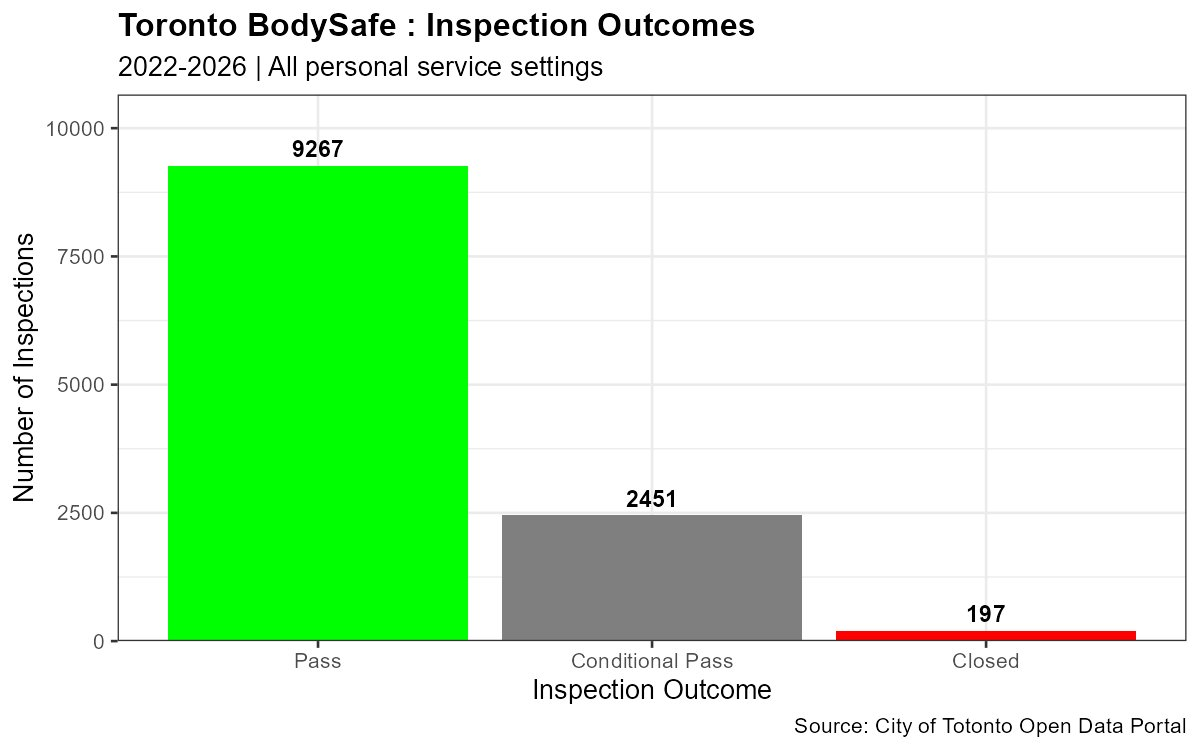 Toronto BodySafe : Inspection Outcomes
2022-2026 | All personal service settings
10000
7500
5000
2500
0
Number of Inspections
9267
2451
197
Pass
Conditional Pass
Closed
Inspection Outcome
Source: City of Totonto Open Data Portal